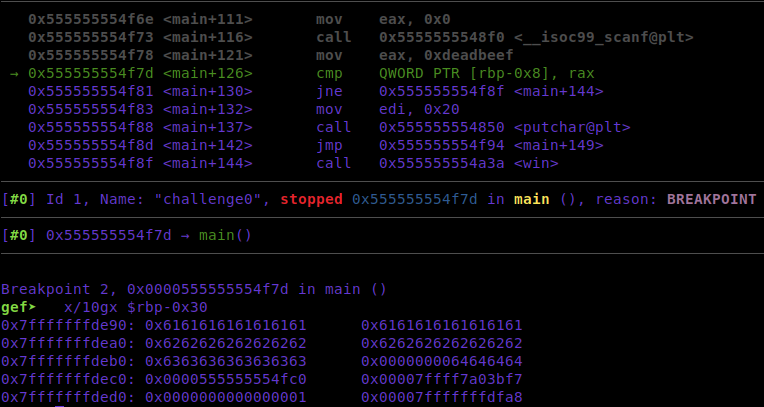 0x555555554f6e <main+111> mov eax, 0x0
0x555555554f73 <main+116> call 0x5555555548f0 <__isoc99_scanf@plt>
0x555555554f78 <main+121> mov eax, 0xdeadbeef
→ 0x555555554f7d <main+126> cmp QWORD PTR [rbp-0x8], rax
0x555555554f81 <main+130> jne 0x555555554f8f <main+144>
0x555555554f83 <main+132> mov edi, 0x20
0x555555554f88 <main+137> call 0x555555554850 <putchar@plt>
0x555555554f8d <main+142> jmp 0x555555554f94 <main+149>
0x555555554f8f <main+144> call 0x555555554a3a <win>
[#0] Id 1, Name: "challenge0", stopped 0x555555554f7d in main (), reason: BREAKPOINT
[#0] 0x555555554f7d → main()
Breakpoint 2, 0x0000555555554f7d in main ()
gef➤ x/10gx $rbp-0x30
0x7fffffffde90: 0x6161616161616161 0x6161616161616161
0x7fffffffdea0: 0x6262626262626262 0x6262626262626262
0x7fffffffdeb0: 0x6363636363636363 0x0000000064646464
0x7fffffffdec0: 0x0000555555554fc0 0x00007ffff7a03bf7
0x7fffffffded0: 0x0000000000000001 0x00007fffffffdfa8